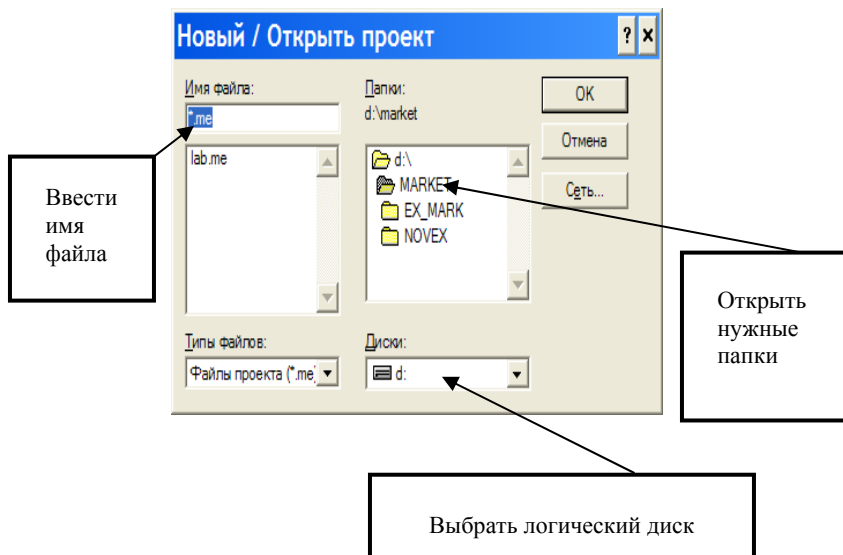 Новый / Открыть проект
Имя файла:
*.me
lab.me
Типы файлов:
Файлы проекта (*.me)
Папки:
d:\market
d:\
MARKET
EX_MARK
NOVEX
Диски:
d:
OK
Отмена
Сеть...
Ввести
имя
файла
Открыть
нужные
папки
Выбрать логический диск